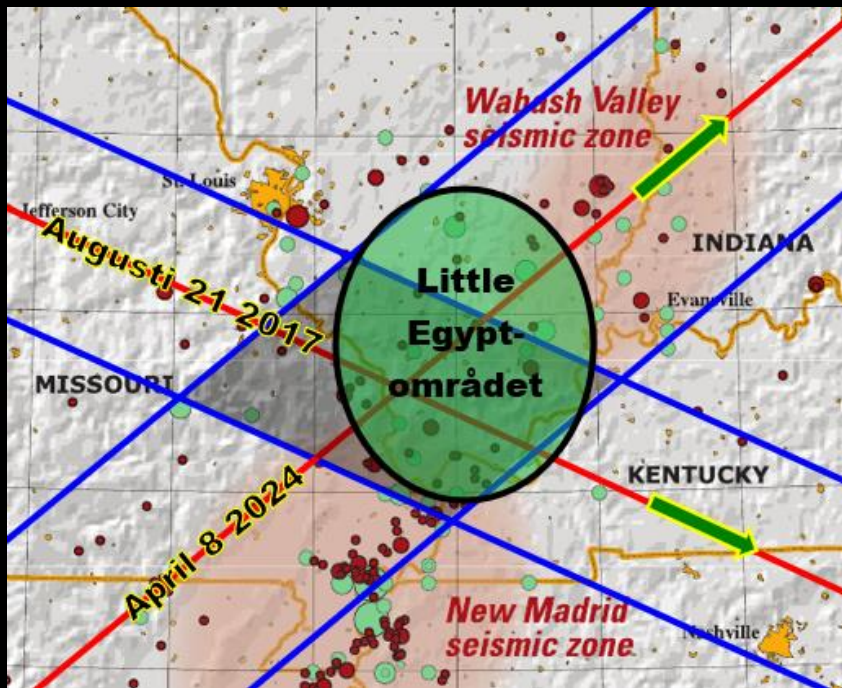 Wabash Valley
seismic zone
St. Louis
Jefferson City
INDIANA
Augusti 21 2017
Little
Egypt-
området
Evansville
MISSOURI
KENTUCKY
April 8 2024
New Madrid
seismic zone
Nashville